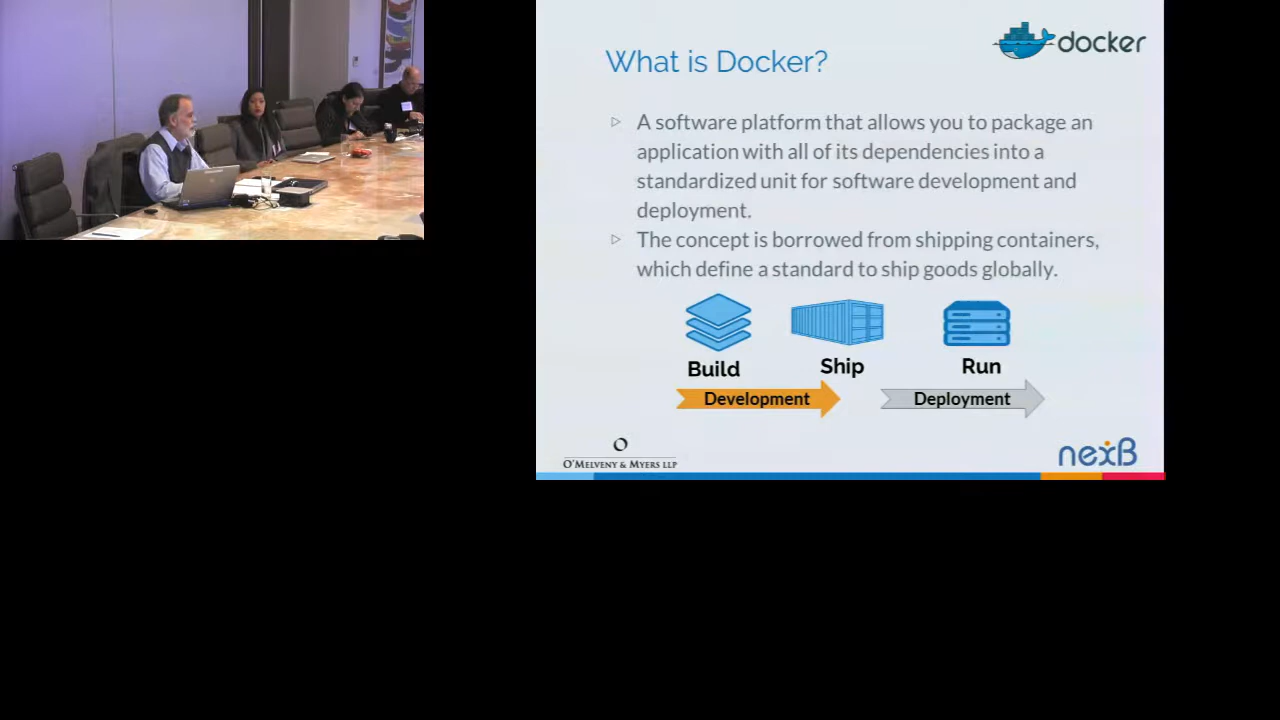 docker
What is Docker?
A software platform that allows you to package an
application with all of its dependencies into a
standardized unit for software development and
deployment.
The concept is borrowed from shipping containers,
which define a standard to ship goods globally.
Build
Ship
Run
Development
Deployment
O'MELVENY & MYERS LLP
nexB